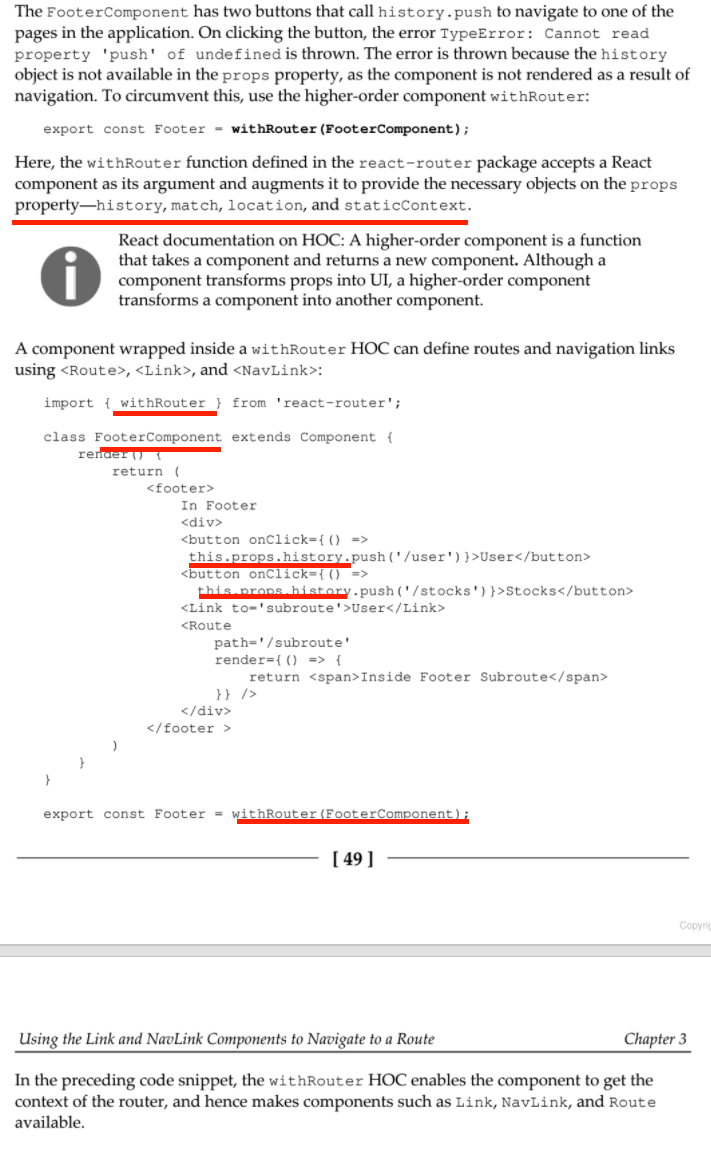 The FooterComponent has two buttons that call history.push to navigate to one of the
pages in the application. On clicking the button, the error TypeError: Cannot read
property 'push' of undefined is thrown. The error is thrown because the history
object is not available in the props property, as the component is not rendered as a result of
navigation. To circumvent this, use the higher-order component withRouter:
export const Footer = withRouter(FooterComponent);
Here, the withRouter function defined in the react-router package accepts a React
component as its argument and augments it to provide the necessary objects on the props
property—history, match, location, and staticContext.
React documentation on HOC: A higher-order component is a function
that takes a component and returns a new component. Although a
component transforms props into UI, a higher-order component
transforms a component into another component.
A component wrapped inside a withRouter HOC can define routes and navigation links
using <Route>, <Link>, and <NavLink>:
import { withRouter } from 'react-router';
class FooterComponent extends Component {
render() {
return (
<footer>
In Footer
<div>
<button onClick={() =>
this.props.history.push('/user')}>User</button>
<button onClick={() =>
this.props.history.push('/stocks')}>Stocks</button>
<Link to='subroute'>User</Link>
<Route
path='/subroute'
render={() => {
return <span>Inside Footer Subroute</span>
}} />
</div>
</footer >
)
}
}
export const Footer = withRouter(FooterComponent);
[ 49 ]
Using the Link and NavLink Components to Navigate to a Route Chapter 3
In the preceding code snippet, the withRouter HOC enables the component to get the
context of the router, and hence makes components such as Link, NavLink, and Route
available.